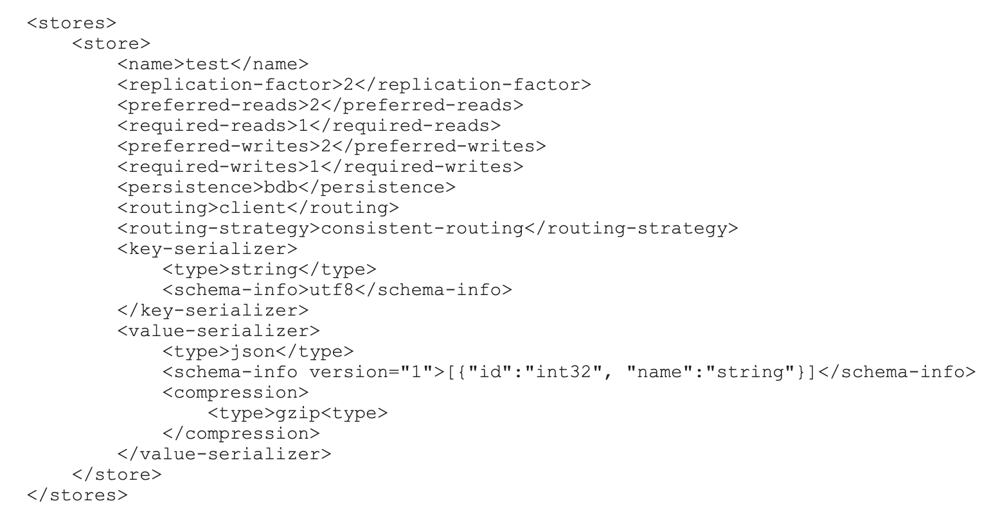 <stores>
    <store>
        <name>test</name>
        <replication-factor>2</replication-factor>
        <preferred-reads>2</preferred-reads>
        <required-reads>1</required-reads>
        <preferred-writes>2</preferred-writes>
        <required-writes>1</required-writes>
        <persistence>bdb</persistence>
        <routing>client</routing>
        <routing-strategy>consistent-routing</routing-strategy>
        <key-serializer>
            <type>string</type>
            <schema-info>utf8</schema-info>
        </key-serializer>
        <value-serializer>
            <type>json</type>
            <schema-info version="1">[{"id":"int32", "name":"string"}]</schema-info>
            <compression>
                <type>gzip<type>
            </compression>
        </value-serializer>
    </store>
</stores>